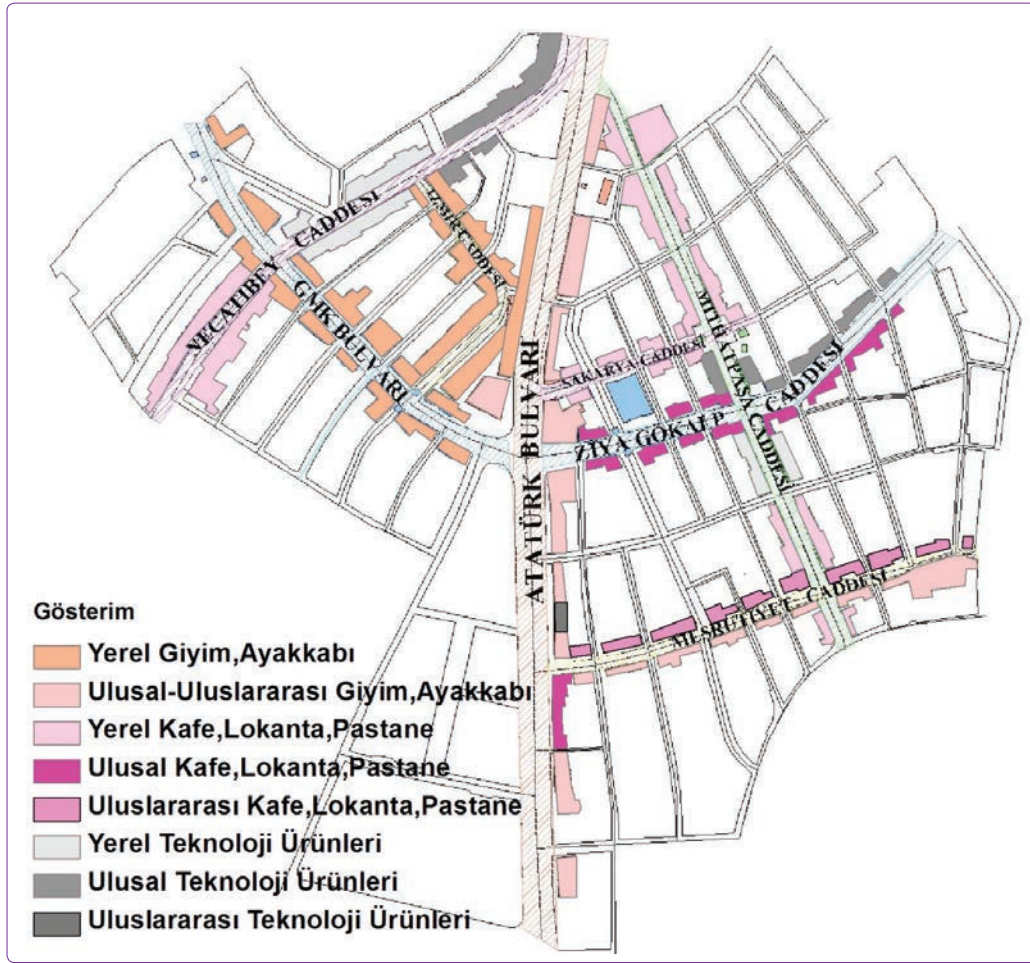 NECATIBEY CADDESİ
İZMİR CADDESİ
GMK BULVARI
ATATÜRK BULVARI
SAKARYA CADDESİ
MİTHATPAŞA CADDESİ
ZİYA GÖKALP CADDESİ
MEŞRUTİYET CADDESİ
Gösterim
Yerel Giyim,Ayakkabı
Ulusal-Uluslararası Giyim,Ayakkabı
Yerel Kafe,Lokanta,Pastane
Ulusal Kafe,Lokanta,Pastane
Uluslararası Kafe,Lokanta,Pastane
Yerel Teknoloji Ürünleri
Ulusal Teknoloji Ürünleri
Uluslararası Teknoloji Ürünleri